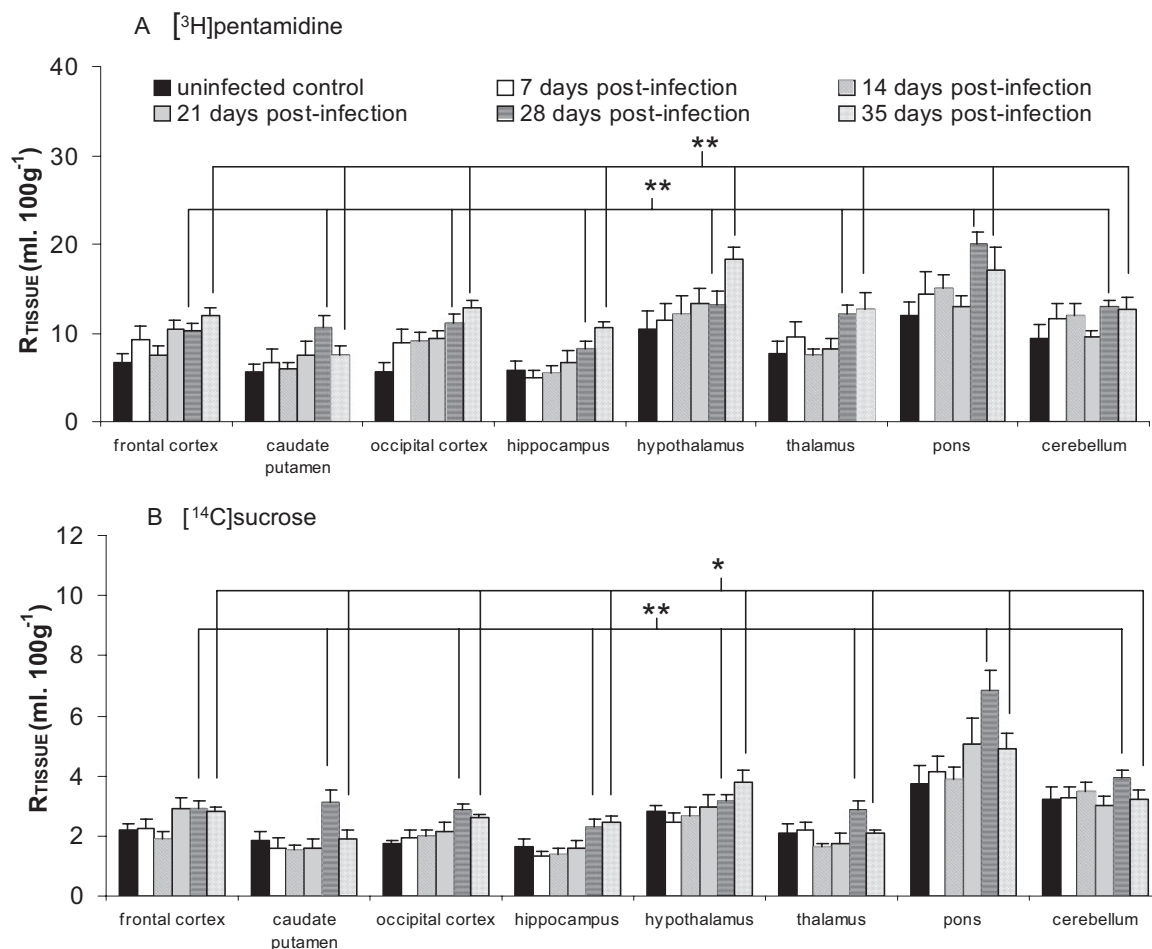 A [³H]pentamidine
RTISSUE (ml. 100g⁻¹)
40
30
20
10
0
uninfected control 7 days post-infection 14 days post-infection
21 days post-infection 28 days post-infection 35 days post-infection
**
**
frontal cortex caudate putamen occipital cortex hippocampus hypothalamus thalamus pons cerebellum
B [¹⁴C]sucrose
RTISSUE (ml. 100g⁻¹)
12
10
8
6
4
2
0
*
**
frontal cortex caudate putamen occipital cortex hippocampus hypothalamus thalamus pons cerebellum